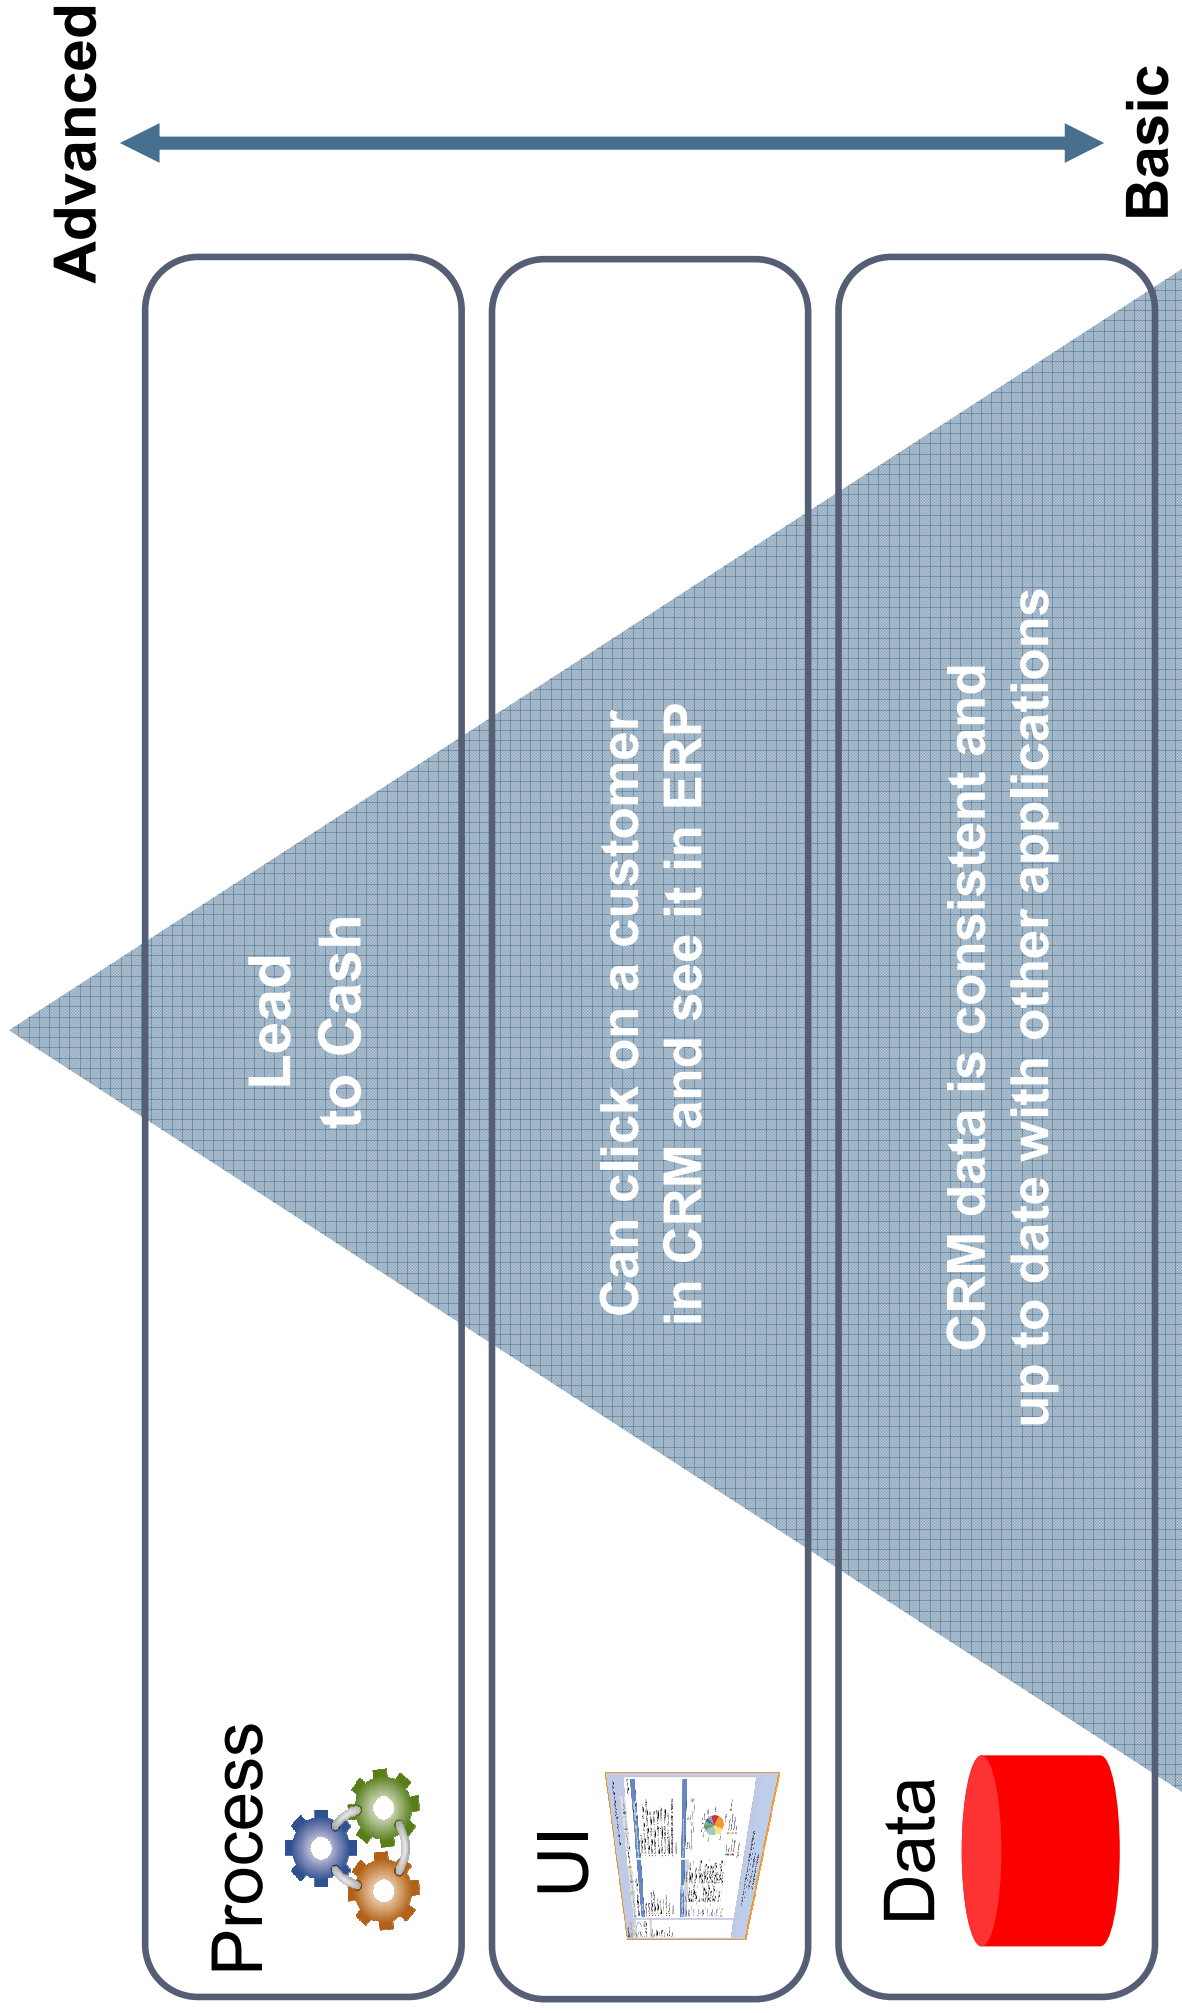 Advanced
Process
Lead
to Cash
UI
Can click on a customer
in CRM and see it in ERP
Data
CRM data is consistent and
up to date with other applications
Basic